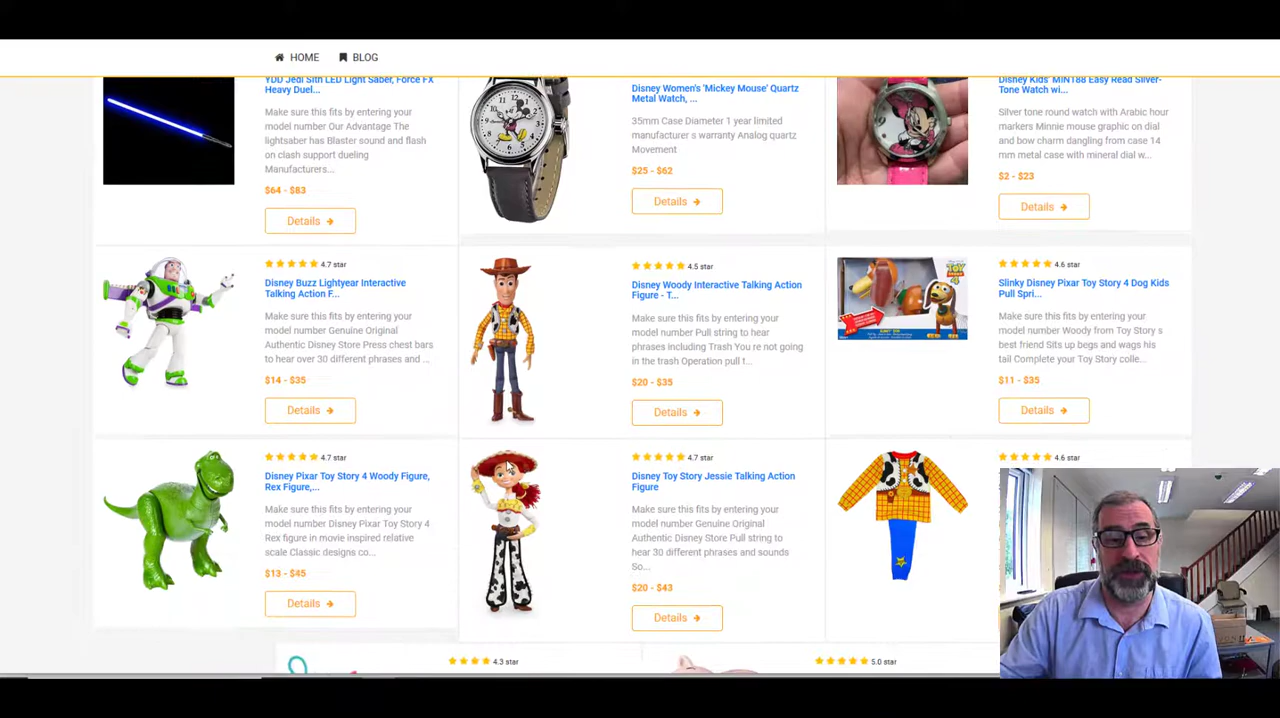 HOME BLOG
YDD Jedi Sith LED Light Saber, Force FX
Heavy Duel...
Make sure this fits by entering your
model number Our Advantage The
lightsaber has Blaster sound and flash
on clash support dueling
Manufacturers...
$64 - $83
Details
Disney Women's 'Mickey Mouse' Quartz
Metal Watch, ...
35mm Case Diameter 1 year limited
manufacturer s warranty Analog quartz
Movement
$25 - $62
Details
Disney Kids' MIN188 Easy Read Silver-
Tone Watch wi...
Silver tone round watch with Arabic hour
markers Minnie mouse graphic on dial
and bow charm dangling from case 14
mm metal case with mineral dial w...
$2 - $23
Details
4.7 star
Disney Buzz Lightyear Interactive
Talking Action F...
Make sure this fits by entering your
model number Genuine Original
Authentic Disney Store Press chest bars
to hear over 30 different phrases and ...
$14 - $35
Details
4.5 star
Disney Woody Interactive Talking Action
Figure - T...
Make sure this fits by entering your
model number Pull string to hear
phrases including Trash You re not going
in the trash Operation pull t...
$20 - $35
Details
TOY
STORY
4
4.6 star
Slinky Disney Pixar Toy Story 4 Dog Kids
Pull Spri...
Make sure this fits by entering your
model number Woody from Toy Story s
best friend Sits up begs and wags his
tail Complete your Toy Story colle...
$11 - $35
Details
4.7 star
Disney Pixar Toy Story 4 Woody Figure,
Rex Figure,...
Make sure this fits by entering your
model number Disney Pixar Toy Story 4
Rex figure in movie inspired relative
scale Classic designs co...
$13 - $45
Details
4.7 star
Disney Toy Story Jessie Talking Action
Figure
Make sure this fits by entering your
model number Genuine Original
Authentic Disney Store Pull string to
hear 30 different phrases and sounds
So...
$20 - $43
Details
4.6 star
4.3 star
5.0 star